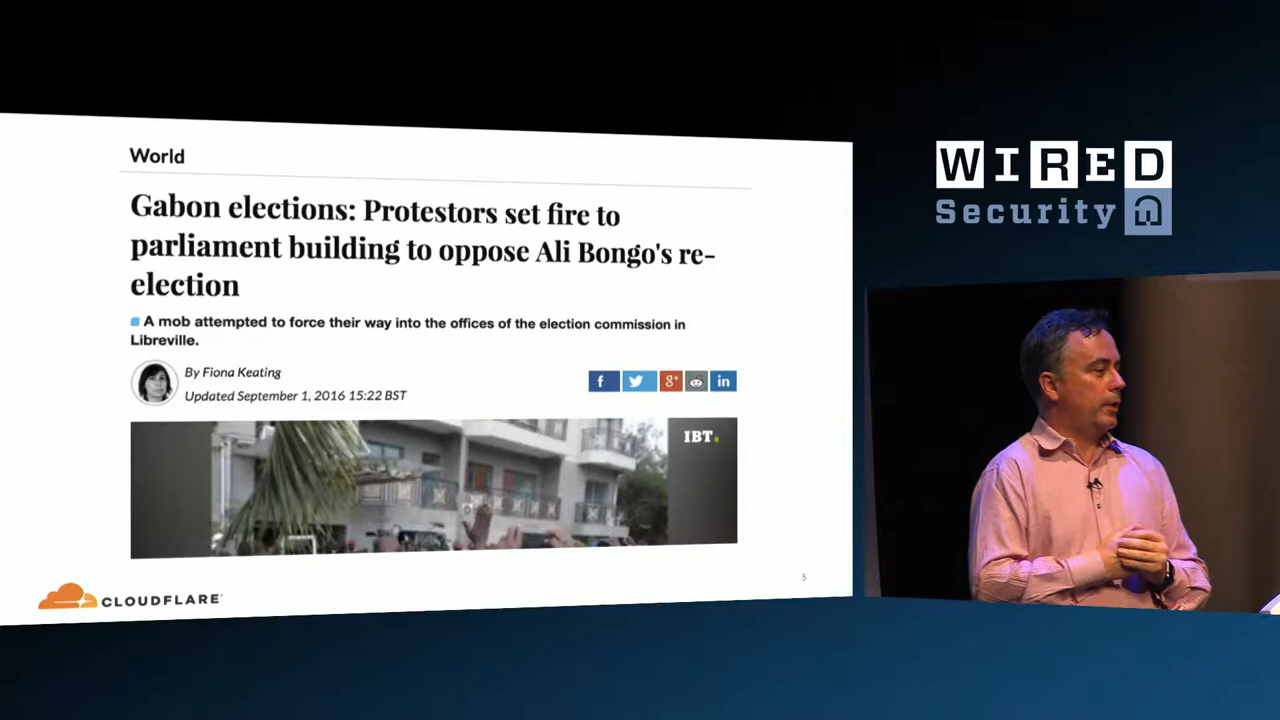 World
Gabon elections: Protestors set fire to
parliament building to oppose Ali Bongo's re-
election
A mob attempted to force their way into the offices of the election commission in
Libreville.
By Fiona Keating
Updated September 1, 2016 15:22 BST
f
g+
in
IBT.
5
CLOUDFLARE
WIRED
Security